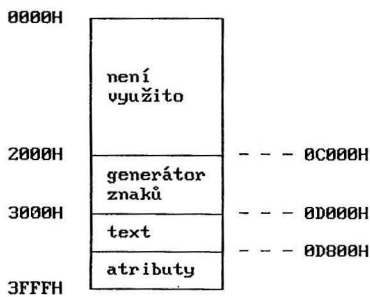 0000H
není
využito
2000H - - - 0C000H
generátor
znaků
3000H - - - 0D000H
text
- - - 0D800H
atributy
3FFFH